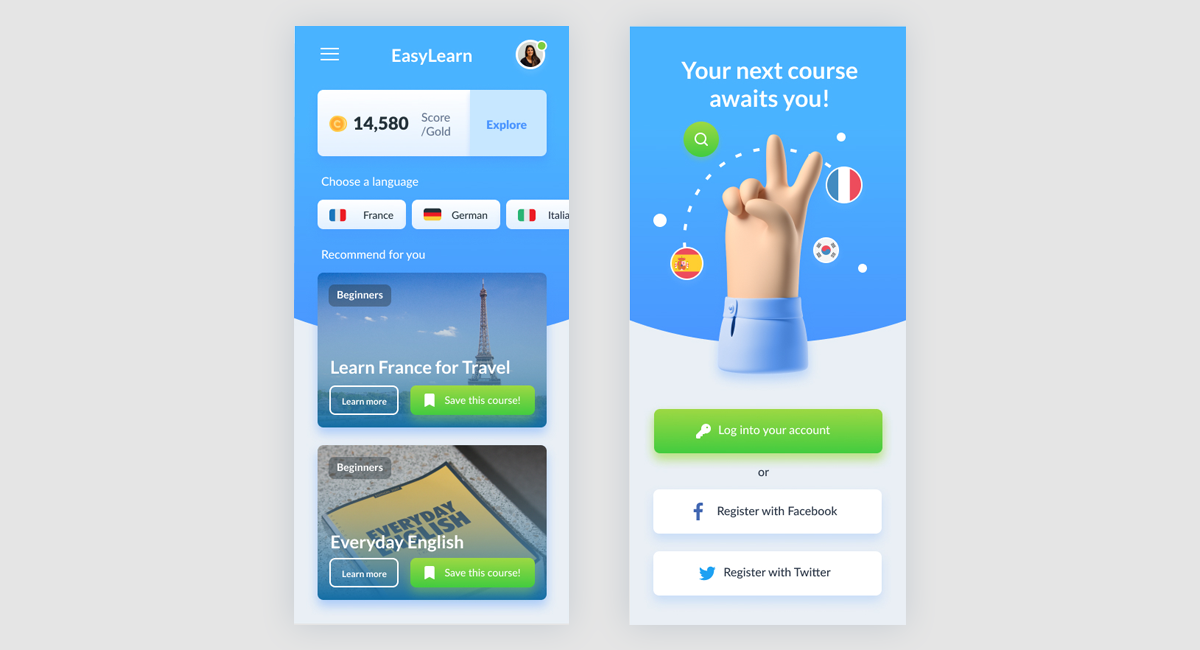 EasyLearn
14,580
Score
/Gold
Explore
Choose a language
France
German
Italia
Recommend for you
Beginners
Learn France for Travel
Learn more
Save this course!
Beginners
EVERYDAY
ENGLISH
Everyday English
Learn more
Save this course!
Your next course
awaits you!
Log into your account
or
Register with Facebook
Register with Twitter